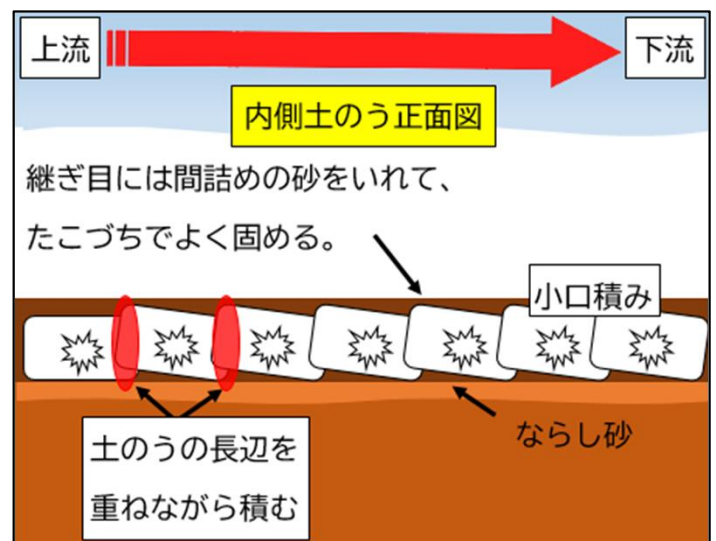 上流
下流
内側土のう正面図
継ぎ目には間詰めの砂をいれて、
たこづちでよく固める。
小口積み
ならし砂
土のうの長辺を
重ねながら積む